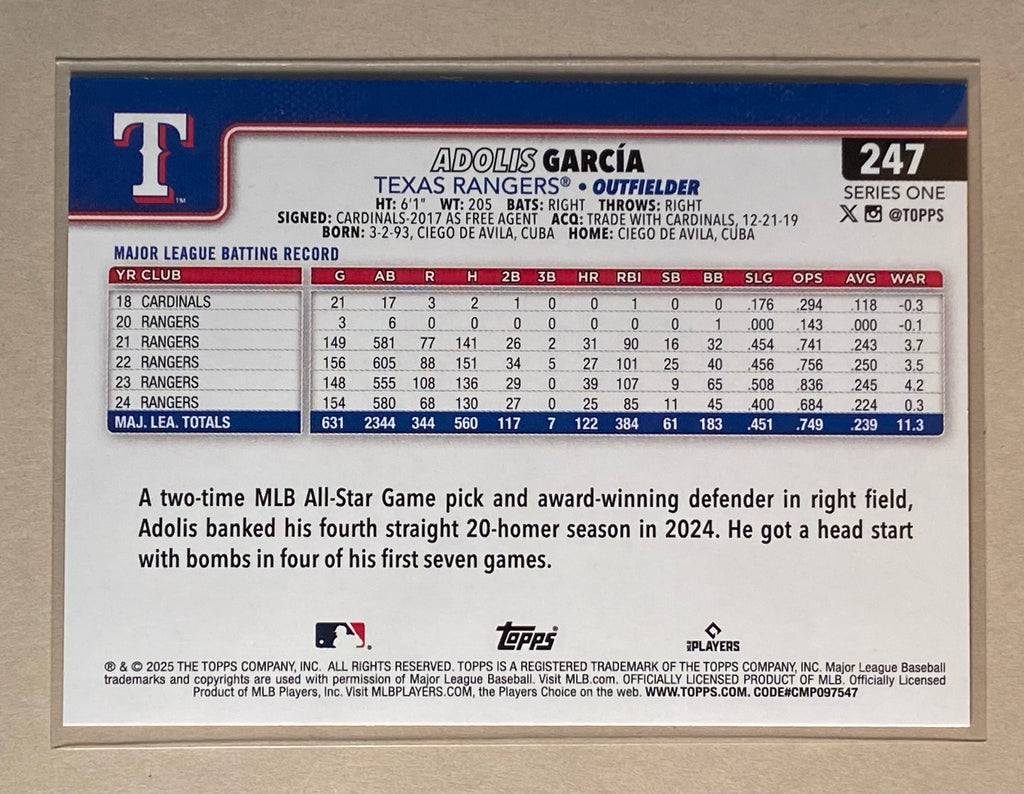 T
TM
247
ADOLIS GARCÍA
TEXAS RANGERS® • OUTFIELDER
SERIES ONE
HT: 6'1" WT: 205 BATS: RIGHT THROWS: RIGHT
@TOPPS
SIGNED: CARDINALS-2017 AS FREE AGENT ACQ: TRADE WITH CARDINALS, 12-21-19
BORN: 3-2-93, CIEGO DE AVILA, CUBA HOME: CIEGO DE AVILA, CUBA
MAJOR LEAGUE BATTING RECORD
YR CLUB G AB R H 2B 3B HR RBI SB BB SLG OPS AVG WAR
18 CARDINALS 21 17 3 2 1 0 0 1 0 0 .176 .294 .118 -0.3
20 RANGERS 3 6 0 0 0 0 0 0 0 1 .000 .143 .000 -0.1
21 RANGERS 149 581 77 141 26 2 31 90 16 32 .454 .741 .243 3.7
22 RANGERS 156 605 88 151 34 5 27 101 25 40 .456 .756 .250 3.5
23 RANGERS 148 555 108 136 29 0 39 107 9 65 .508 .836 .245 4.2
24 RANGERS 154 580 68 130 27 0 25 85 11 45 .400 .684 .224 0.3
MAJ. LEA. TOTALS 631 2344 344 560 117 7 122 384 61 183 .451 .749 .239 11.3
A two-time MLB All-Star Game pick and award-winning defender in right field,
Adolis banked his fourth straight 20-homer season in 2024. He got a head start
with bombs in four of his first seven games.
Topps®
PLAYERS
® & © 2025 THE TOPPS COMPANY, INC. ALL RIGHTS RESERVED. TOPPS IS A REGISTERED TRADEMARK OF THE TOPPS COMPANY, INC. Major League Baseball
trademarks and copyrights are used with permission of Major League Baseball. Visit MLB.com. OFFICIALLY LICENSED PRODUCT OF MLB. Officially Licensed
Product of MLB Players, Inc. Visit MLBPLAYERS.COM, the Players Choice on the web. WWW.TOPPS.COM. CODE#CMP097547